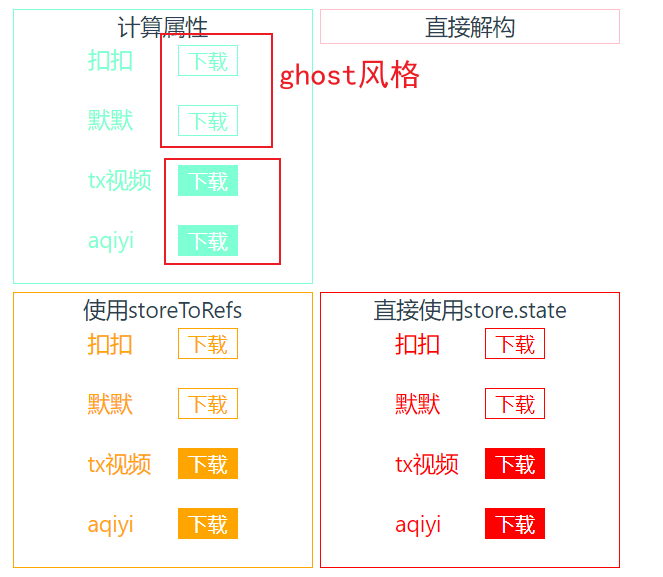 计算属性
扣扣 下载
默默 下载
tx视频 下载
aqiyi 下载
ghost风格
直接解构
使用storeToRefs
扣扣 下载
默默 下载
tx视频 下载
aqiyi 下载
直接使用store.state
扣扣 下载
默默 下载
tx视频 下载
aqiyi 下载